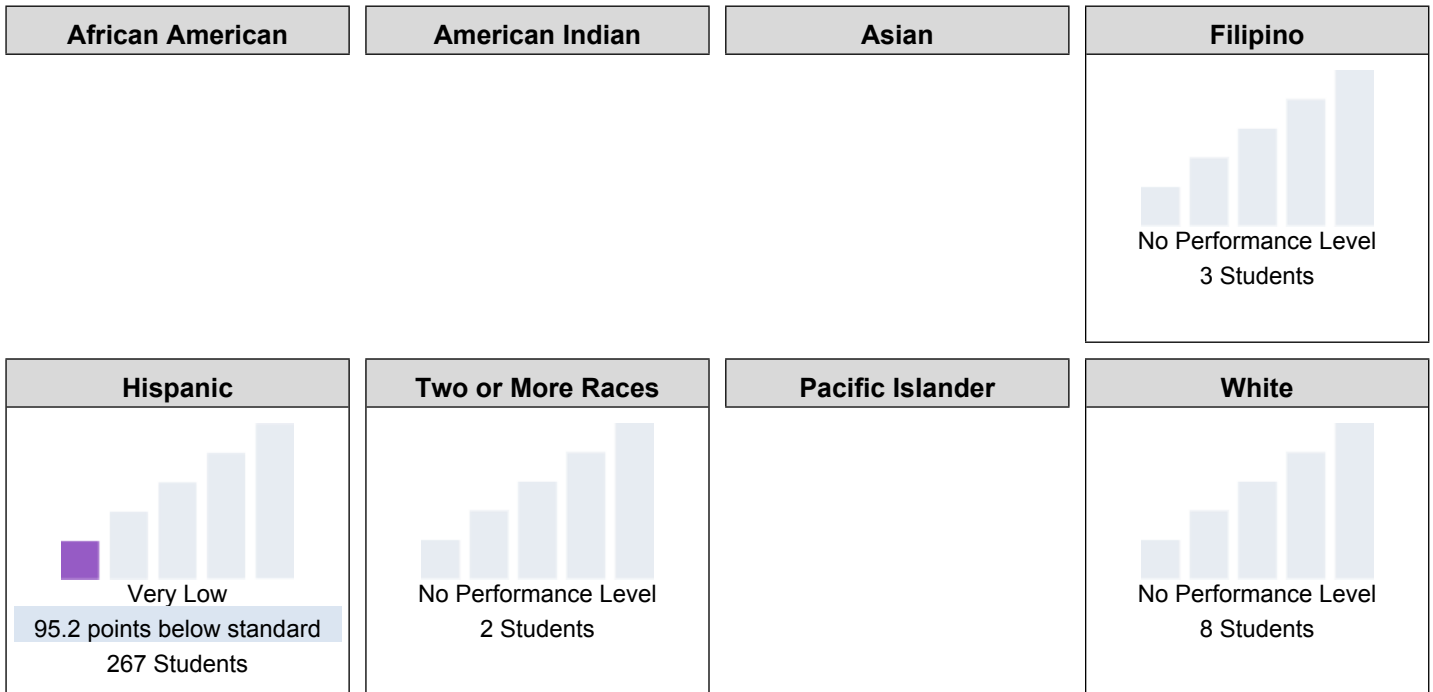 African American
American Indian
Asian
Filipino
No Performance Level
3 Students
Hispanic
Two or More Races
Pacific Islander
White
Very Low
95.2 points below standard
267 Students
No Performance Level
2 Students
No Performance Level
8 Students